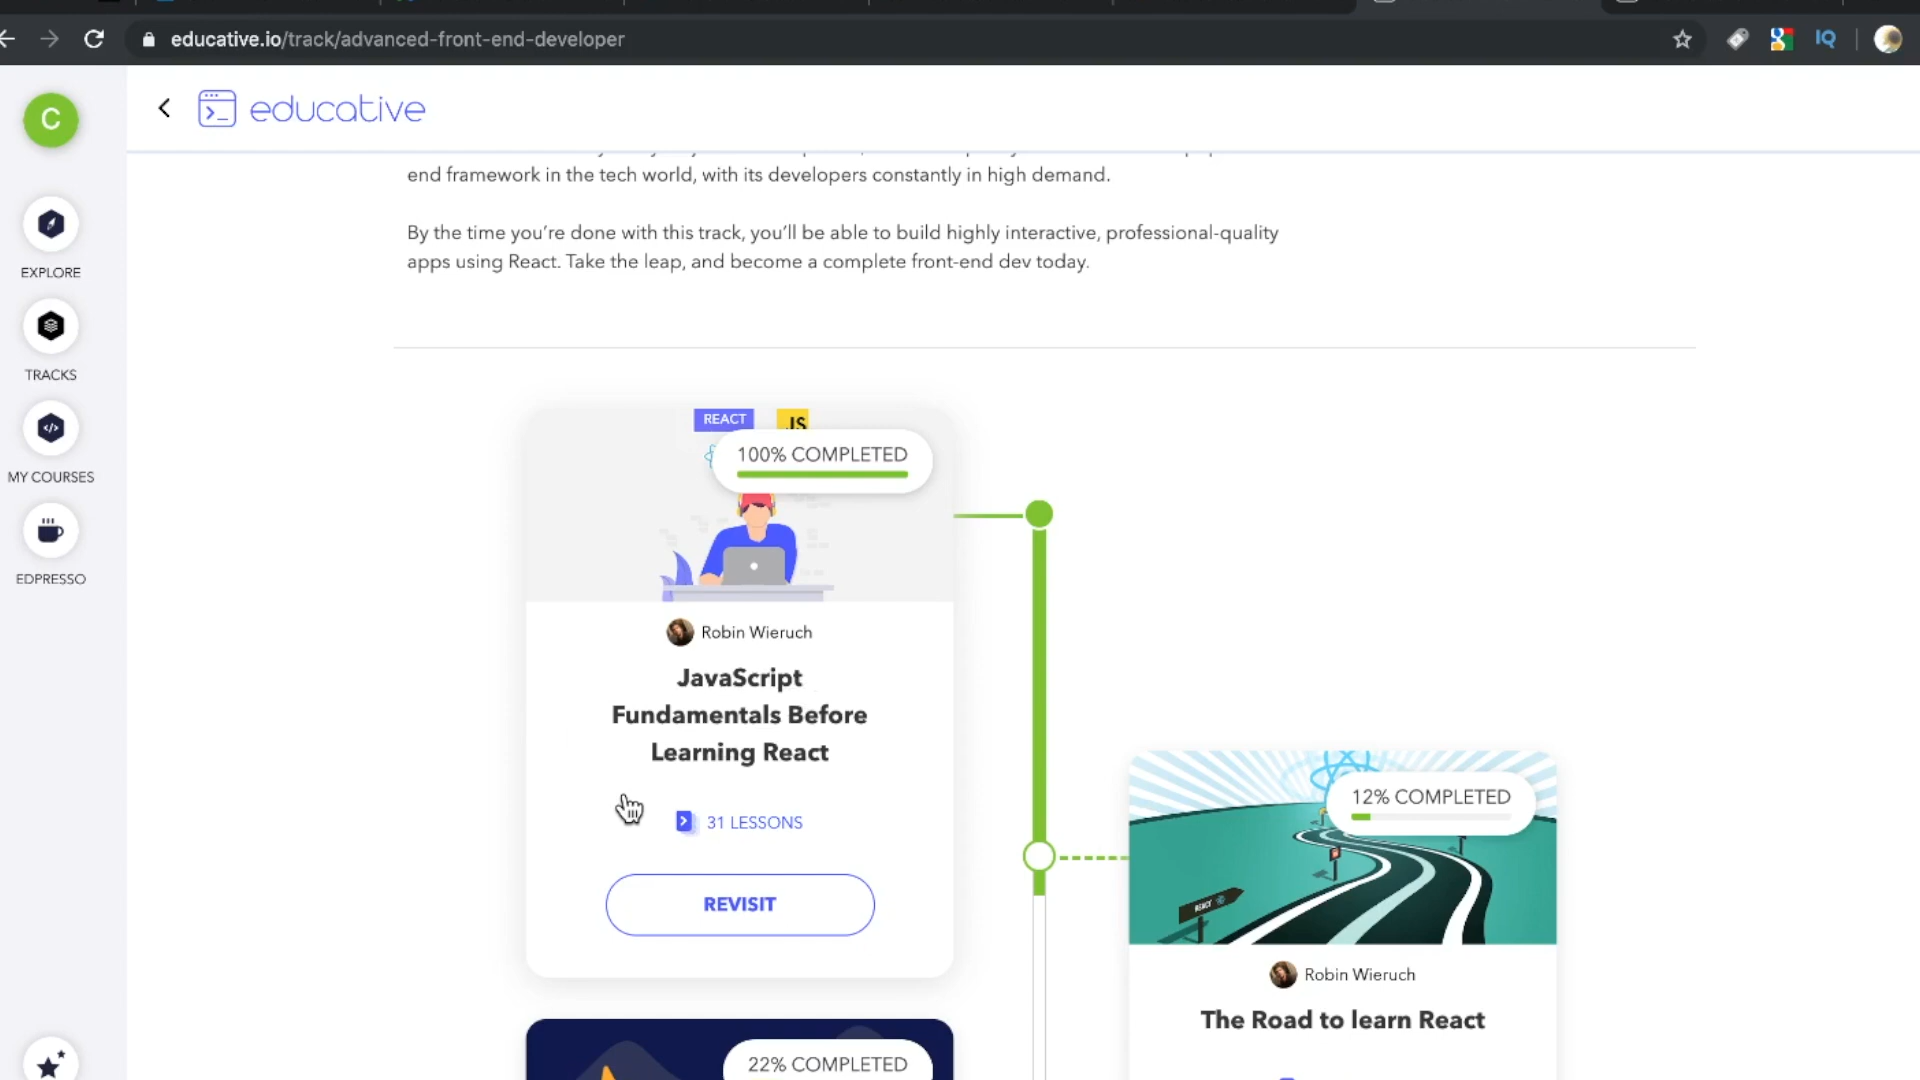 educative.io/track/advanced-front-end-developer
IQ
C
educative
EXPLORE
TRACKS
MY COURSES
EDPRESSO
end framework in the tech world, with its developers constantly in high demand.
By the time you’re done with this track, you’ll be able to build highly interactive, professional-quality
apps using React. Take the leap, and become a complete front-end dev today.
REACT
JS
100% COMPLETED
Robin Wieruch
JavaScript
Fundamentals Before
Learning React
31 LESSONS
REVISIT
12% COMPLETED
REACT
Robin Wieruch
The Road to learn React
22% COMPLETED